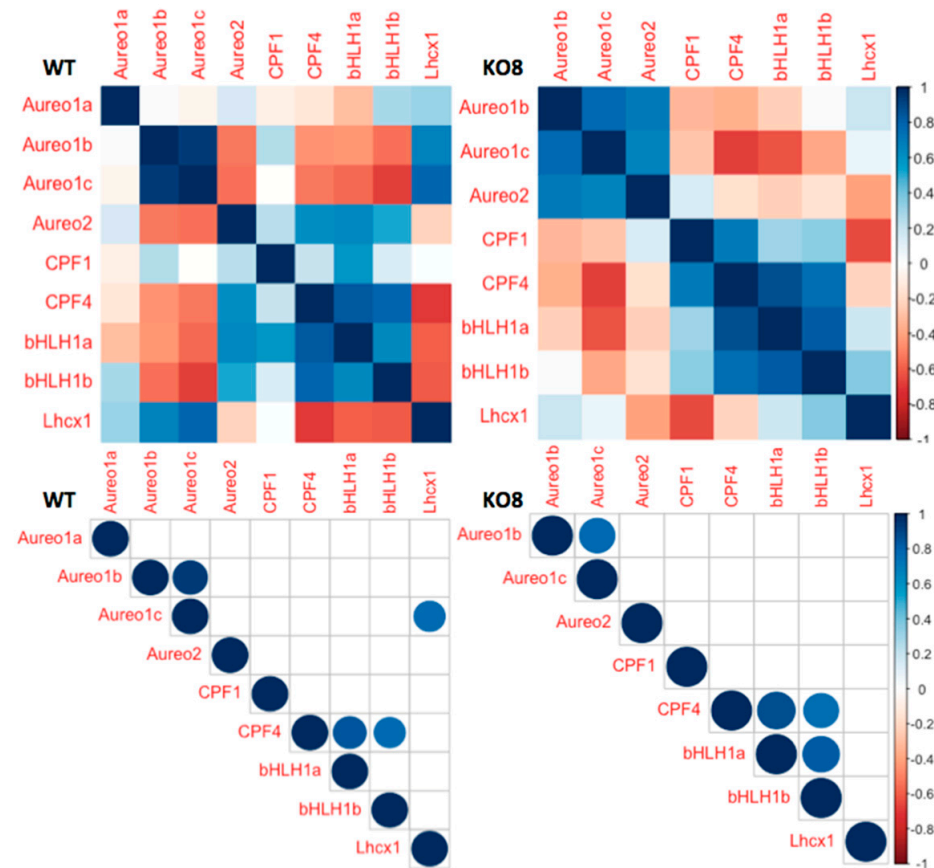 WT
Aureo1a
Aureo1b
Aureo1c
Aureo2
CPF1
CPF4
bHLH1a
bHLH1b
Lhcx1
Aureo1a
Aureo1b
Aureo1c
Aureo2
CPF1
CPF4
bHLH1a
bHLH1b
Lhcx1
KO8
Aureo1b
Aureo1c
Aureo2
CPF1
CPF4
bHLH1a
bHLH1b
Lhcx1
Aureo1b
Aureo1c
Aureo2
CPF1
CPF4
bHLH1a
bHLH1b
Lhcx1
1
0.8
0.6
0.4
0.2
0
-0.2
-0.4
-0.6
-0.8
-1
WT
Aureo1a
Aureo1b
Aureo1c
Aureo2
CPF1
CPF4
bHLH1a
bHLH1b
Lhcx1
Aureo1a
Aureo1b
Aureo1c
Aureo2
CPF1
CPF4
bHLH1a
bHLH1b
Lhcx1
KO8
Aureo1b
Aureo1c
Aureo2
CPF1
CPF4
bHLH1a
bHLH1b
Lhcx1
Aureo1b
Aureo1c
Aureo2
CPF1
CPF4
bHLH1a
bHLH1b
Lhcx1
1
0.8
0.6
0.4
0.2
0
-0.2
-0.4
-0.6
-0.8
-1